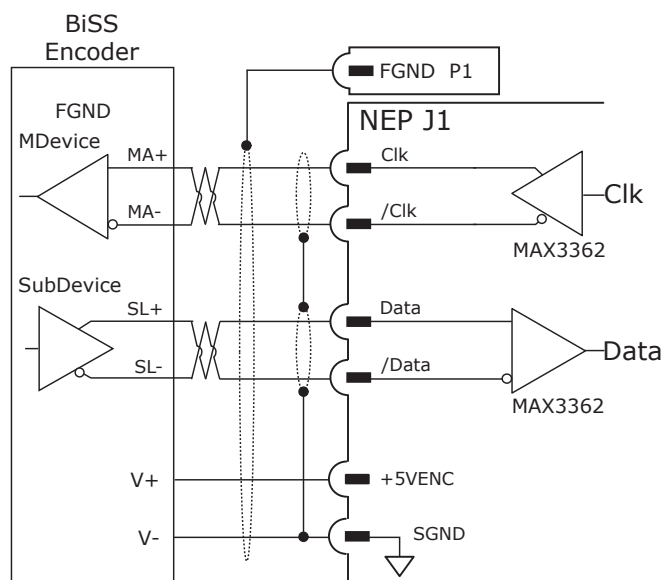 BiSS
Encoder
FGND P1
FGND
NEP J1
MDevice
MA+
Clk
Clk
MA-
/Clk
MAX3362
SubDevice
SL+
Data
Data
SL-
/Data
MAX3362
V+
+5VENC
V-
SGND